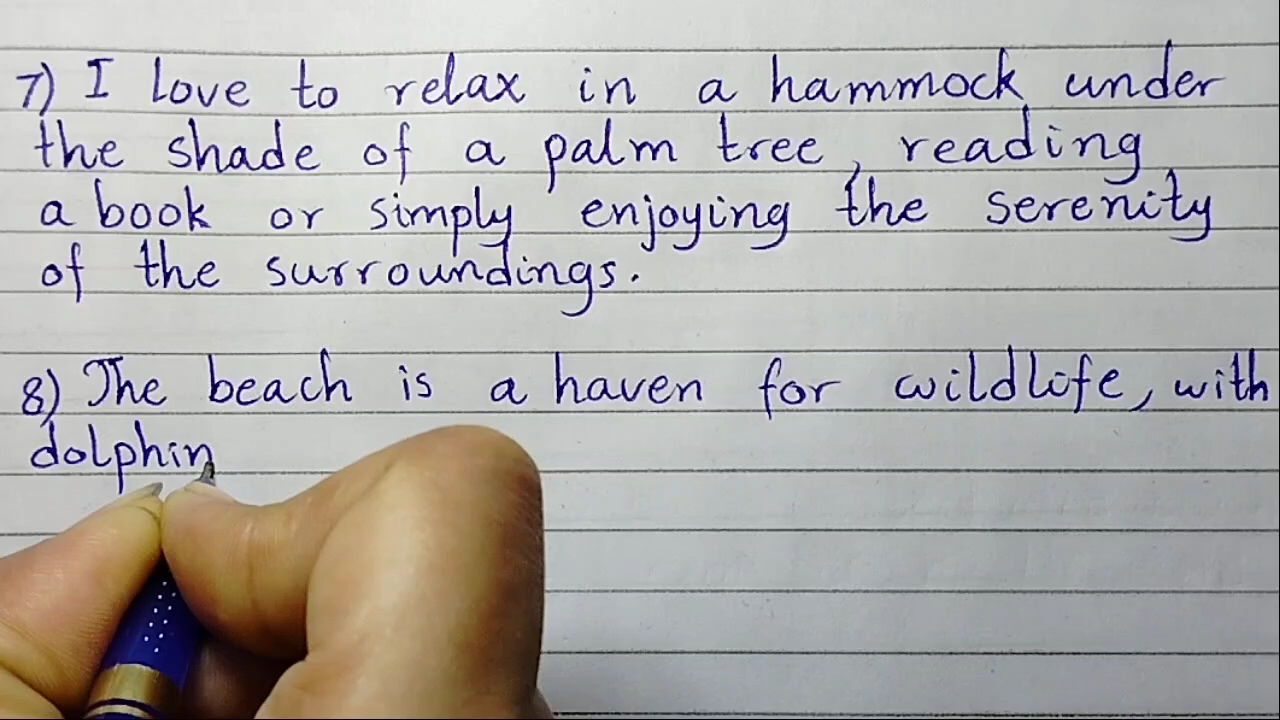 7) I love to relax in a hammock under
the shade of a palm tree, reading
a book or simply enjoying the serenity
of the surroundings.
8) The beach is a haven for wildlife, with
dolphin